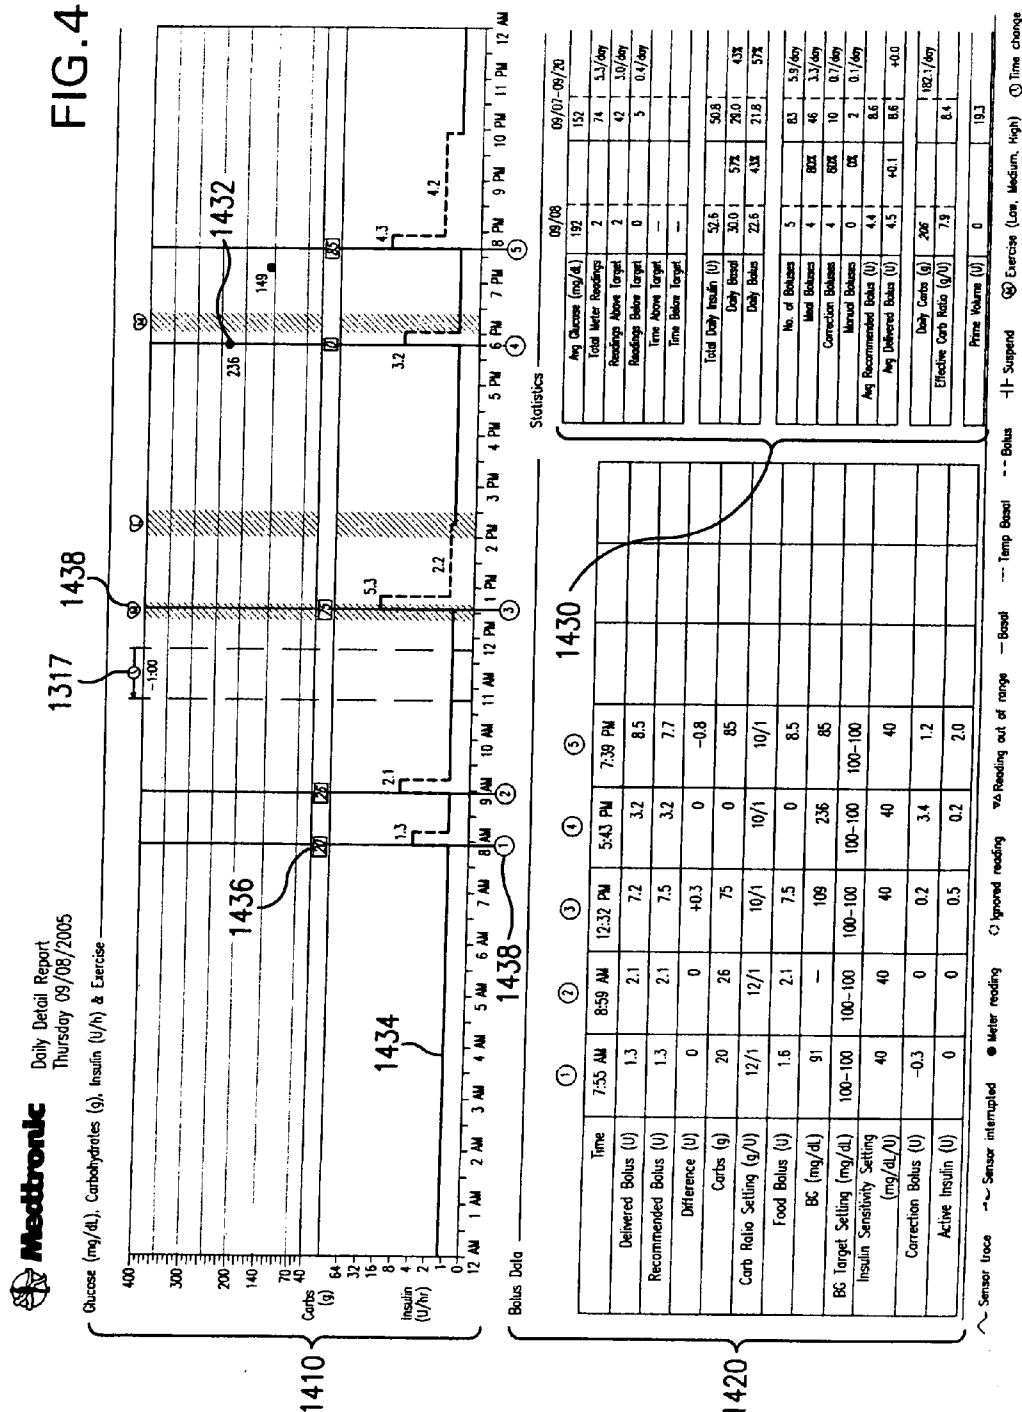 FIG.4
Medtronic
Daily Detail Report
Thursday 09/08/2005
Glucose (mg/dL), Carbohydrates (g), Insulin (U/h) & Exercise
1317
1438
1432
-1:00
400
300
200
140
70
40
236
149
1436
Carbs
(g)
20 26 75 0 85
64
32
16
8
4
2
0
Insulin
(U/hr)
1434
1.3 2.1 5.3 2.2 3.2 4.3 4.2
12 AM 1 AM 2 AM 3 AM 4 AM 5 AM 6 AM 7 AM 8 AM 9 AM 10 AM 11 AM 12 PM 1 PM 2 PM 3 PM 4 PM 5 PM 6 PM 7 PM 8 PM 9 PM 10 PM 11 PM 12 AM
1 2 3 4 5
1438
1410
Bolus Data
1 2 3 4 5
Time 7:55 AM 8:59 AM 12:32 PM 5:43 PM 7:39 PM
Delivered Bolus (U) 1.3 2.1 7.2 3.2 8.5
Recommended Bolus (U) 1.3 2.1 7.5 3.2 7.7
Difference (U) 0 0 +0.3 0 -0.8
Carbs (g) 20 26 75 0 85
Carb Ratio Setting (g/U) 12/1 12/1 10/1 10/1 10/1
Food Bolus (U) 1.6 2.1 7.5 0 8.5
BG (mg/dL) 91 -- 109 236 85
BG Target Setting (mg/dL) 100-100 100-100 100-100 100-100 100-100
Insulin Sensitivity Setting
(mg/dL/U) 40 40 40 40 40
Correction Bolus (U) -0.3 0 0.2 3.4 1.2
Active Insulin (U) 0 0 0.5 0.2 2.0
1420
1430
Statistics
09/08 09/07-09/20
Avg Glucose (mg/dL) 192 152
Total Meter Readings 2 74 5.3/day
Readings Above Target 2 42 3.0/day
Readings Below Target 0 5 0.4/day
Time Above Target --
Time Below Target --
Total Daily Insulin (U) 52.6 50.8
Daily Basal 30.0 57% 29.0 43%
Daily Bolus 22.6 43% 21.8 57%
No. of Boluses 5 83 5.9/day
Meal Boluses 4 80% 46 3.3/day
Correction Boluses 4 80% 10 0.7/day
Manual Boluses 0 0% 2 0.1/day
Avg Recommended Bolus (U) 4.4 8.6
Avg Delivered Bolus (U) 4.5 +0.1 8.6 +0.0
Daily Carbs (g) 206 182.1/day
Effective Carb Ratio (g/U) 7.9 8.4
Prime Volume (U) 0 19.3
Sensor trace Sensor interrupted Meter reading Ignored reading Reading out of range Basal Temp Basal Bolus Suspend Exercise (Low, Medium, High) Time change